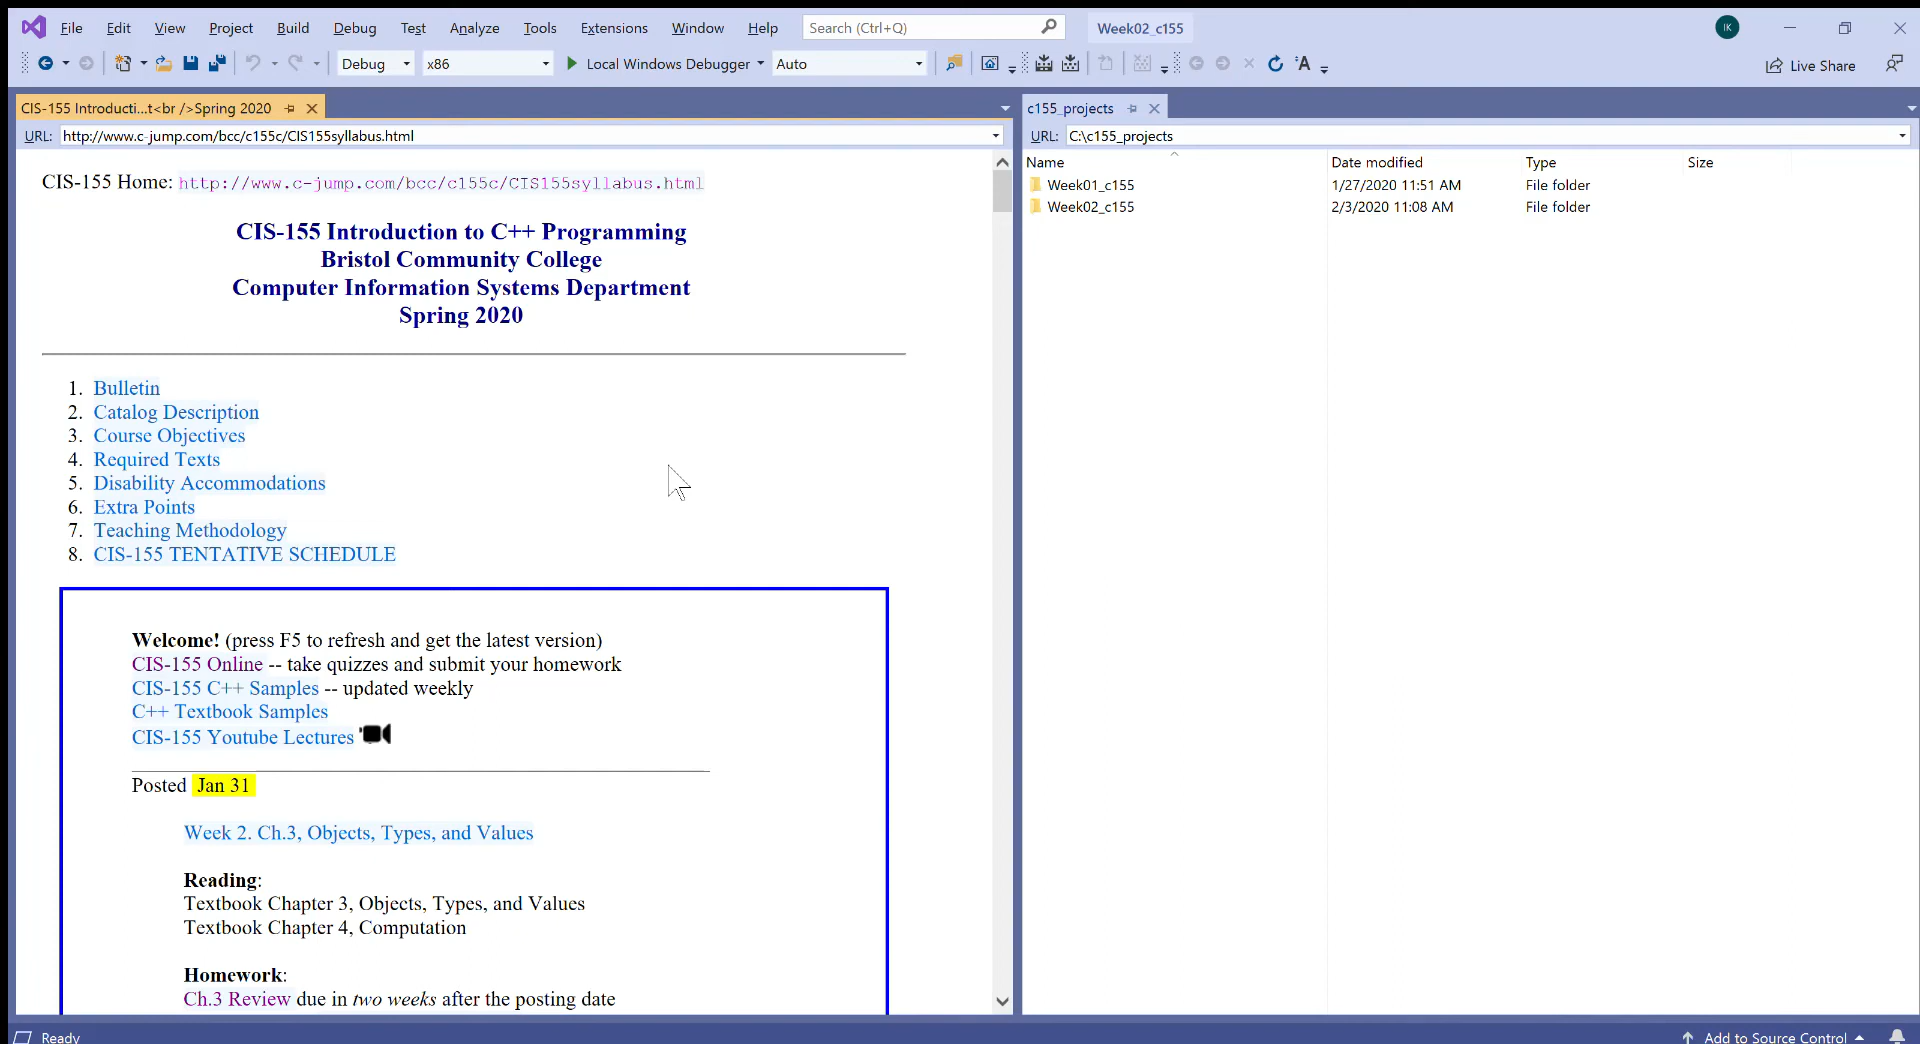 File Edit View Project Build Debug Test Analyze Tools Extensions Window Help Search (Ctrl+Q) Week02_c155 IK
Debug x86 Local Windows Debugger Auto Live Share
CIS-155 Introducti...t<br />Spring 2020
URL: http://www.c-jump.com/bcc/c155c/CIS155syllabus.html
CIS-155 Home: http://www.c-jump.com/bcc/c155c/CIS155syllabus.html
CIS-155 Introduction to C++ Programming
Bristol Community College
Computer Information Systems Department
Spring 2020
1. Bulletin
2. Catalog Description
3. Course Objectives
4. Required Texts
5. Disability Accommodations
6. Extra Points
7. Teaching Methodology
8. CIS-155 TENTATIVE SCHEDULE
Welcome! (press F5 to refresh and get the latest version)
CIS-155 Online -- take quizzes and submit your homework
CIS-155 C++ Samples -- updated weekly
C++ Textbook Samples
CIS-155 Youtube Lectures
Posted Jan 31
Week 2. Ch.3, Objects, Types, and Values
Reading:
Textbook Chapter 3, Objects, Types, and Values
Textbook Chapter 4, Computation
Homework:
Ch.3 Review due in two weeks after the posting date
c155_projects
URL: C:\c155_projects
Name Date modified Type Size
Week01_c155 1/27/2020 11:51 AM File folder
Week02_c155 2/3/2020 11:08 AM File folder
Ready Add to Source Control